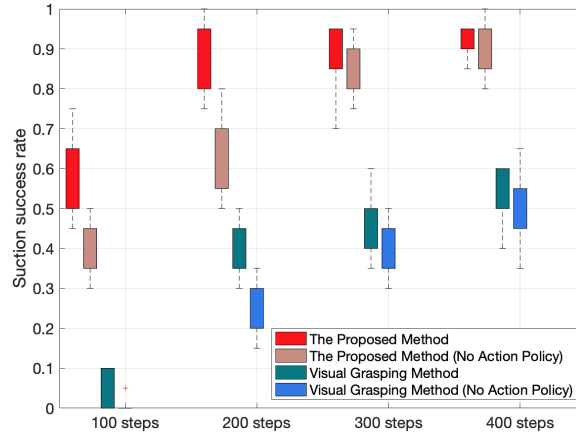 1
0.9
0.8
0.7
0.6
0.5
0.4
0.3
0.2
0.1
0
Suction success rate
100 steps
200 steps
300 steps
400 steps
The Proposed Method
The Proposed Method (No Action Policy)
Visual Grasping Method
Visual Grasping Method (No Action Policy)